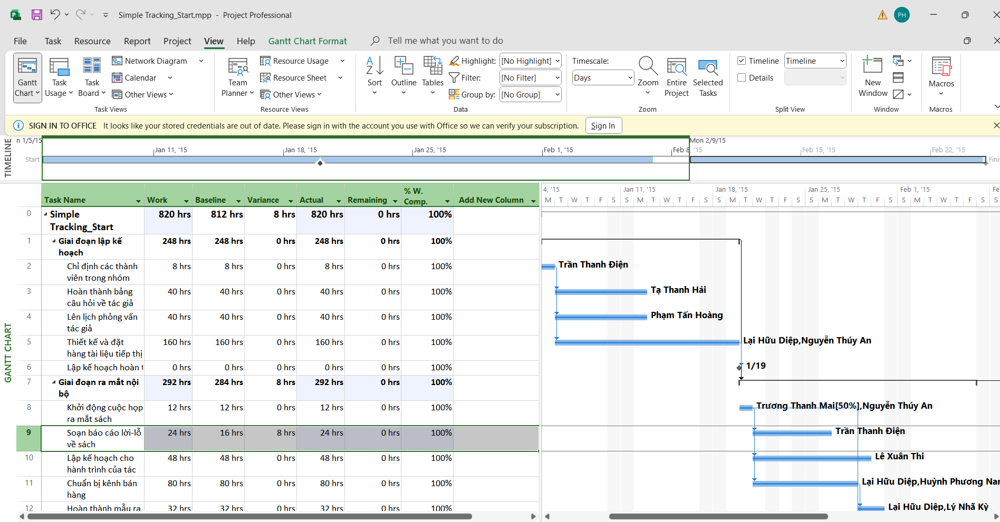 Simple Tracking_Start.mpp - Project Professional
PH
File Task Resource Report Project View Help Gantt Chart Format Tell me what you want to do
Gantt Chart
Task Usage
Task Board
Network Diagram
Calendar
Other Views
Task Views
Team Planner
Resource Usage
Resource Sheet
Other Views
Resource Views
Sort
Outline
Tables
Highlight: [No Highlight]
Filter: [No Filter]
Group by: [No Group]
Data
Timescale:
Days
Zoom
Entire Project
Selected Tasks
Zoom
Timeline Timeline
Details
Split View
New Window
Window
Macros
Macros
SIGN IN TO OFFICE It looks like your stored credentials are out of date. Please sign in with the account you use with Office so we can verify your subscription. Sign In
TIMELINE
n 1/5/15 Mon 2/9/15
Jan 11, '15 Jan 18, '15 Jan 25, '15 Feb 1, '15 Feb 8, '15 Feb 15, '15 Feb 22, '15
Start Finis
GANTT CHART
Task Name Work Baseline Variance Actual Remaining % W. Comp. Add New Column
4, '15 Jan 11, '15 Jan 18, '15 Jan 25, '15 Feb 1, '15 Fe
M T W T F S S M T W T F S S M T W T F S S M T W T F S S M T W T F S S
0 Simple Tracking_Start 820 hrs 812 hrs 8 hrs 820 hrs 0 hrs 100%
1 Giai đoạn lập kế hoạch 248 hrs 248 hrs 0 hrs 248 hrs 0 hrs 100%
2 Chỉ định các thành viên trong nhóm 8 hrs 8 hrs 0 hrs 8 hrs 0 hrs 100% Trần Thanh Điện
3 Hoàn thành bảng câu hỏi về tác giả 40 hrs 40 hrs 0 hrs 40 hrs 0 hrs 100% Tạ Thanh Hải
4 Lên lịch phỏng vấn tác giả 40 hrs 40 hrs 0 hrs 40 hrs 0 hrs 100% Phạm Tấn Hoàng
5 Thiết kế và đặt hàng tài liệu tiếp thị 160 hrs 160 hrs 0 hrs 160 hrs 0 hrs 100% Lại Hữu Diệp,Nguyễn Thúy An
6 Lập kế hoạch hoàn t 0 hrs 0 hrs 0 hrs 0 hrs 0 hrs 100% 1/19
7 Giai đoạn ra mắt nội bộ 292 hrs 284 hrs 8 hrs 292 hrs 0 hrs 100%
8 Khởi động cuộc họp ra mắt sách 12 hrs 12 hrs 0 hrs 12 hrs 0 hrs 100% Trương Thanh Mai[50%],Nguyễn Thúy An
9 Soạn báo cáo lời-lỗ về sách 24 hrs 16 hrs 8 hrs 24 hrs 0 hrs 100% Trần Thanh Điện
10 Lập kế hoạch cho hành trình của tác 48 hrs 48 hrs 0 hrs 48 hrs 0 hrs 100% Lê Xuân Thi
11 Chuẩn bị kênh bán hàng 80 hrs 80 hrs 0 hrs 80 hrs 0 hrs 100% Lại Hữu Diệp,Huỳnh Phương Nan
12 Hoàn thành mẫu ra 32 hrs 32 hrs 0 hrs 32 hrs 0 hrs 100% Lại Hữu Diệp,Lý Nhã Kỳ